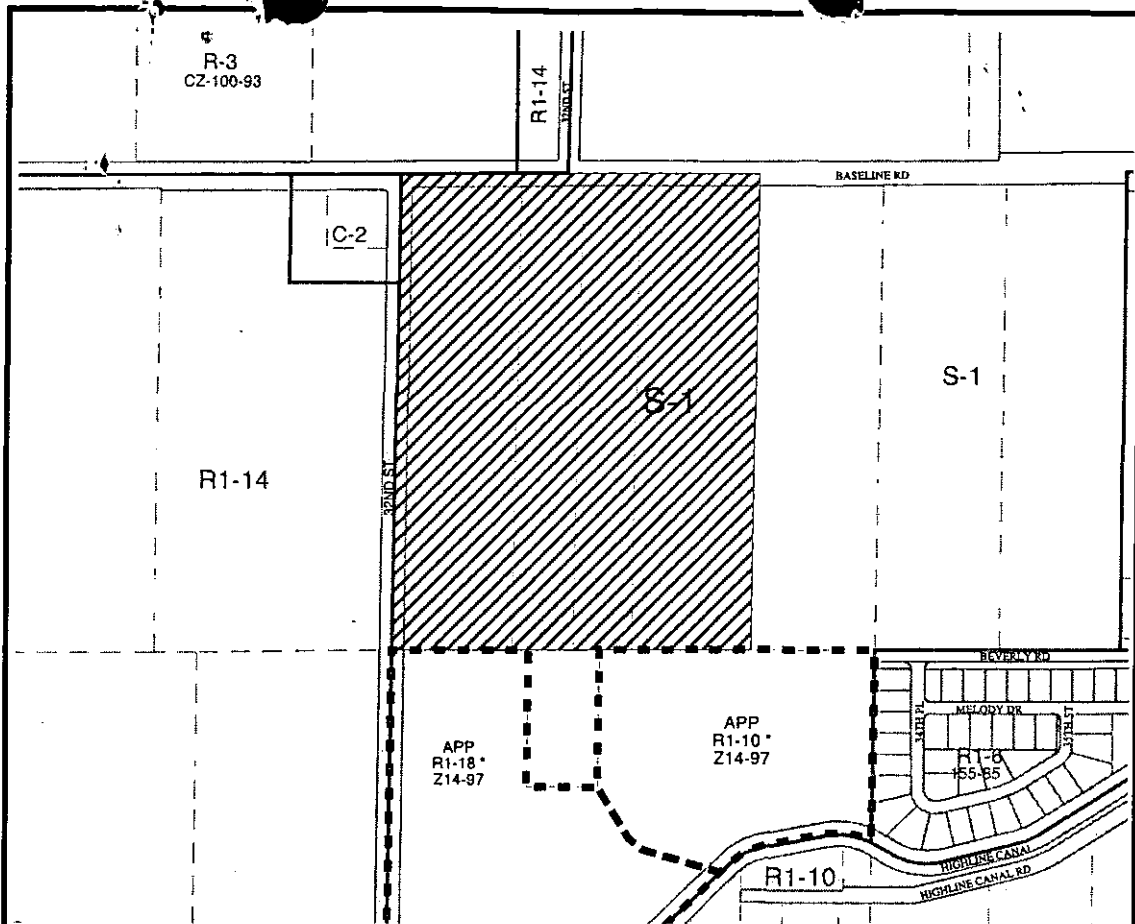 R-3
CZ-100-93
R1-14
32ND ST
BASELINE RD
C-2
S-1
S-1
R1-14
32ND ST
BEVERLY RD
MELODY DR
34TH PL
35TH ST
R1-6
155-85
APP
R1-18*
Z14-97
APP
R1-10*
Z14-97
HIGHLINE CANAL
R1-10
HIGHLINE CANAL RD